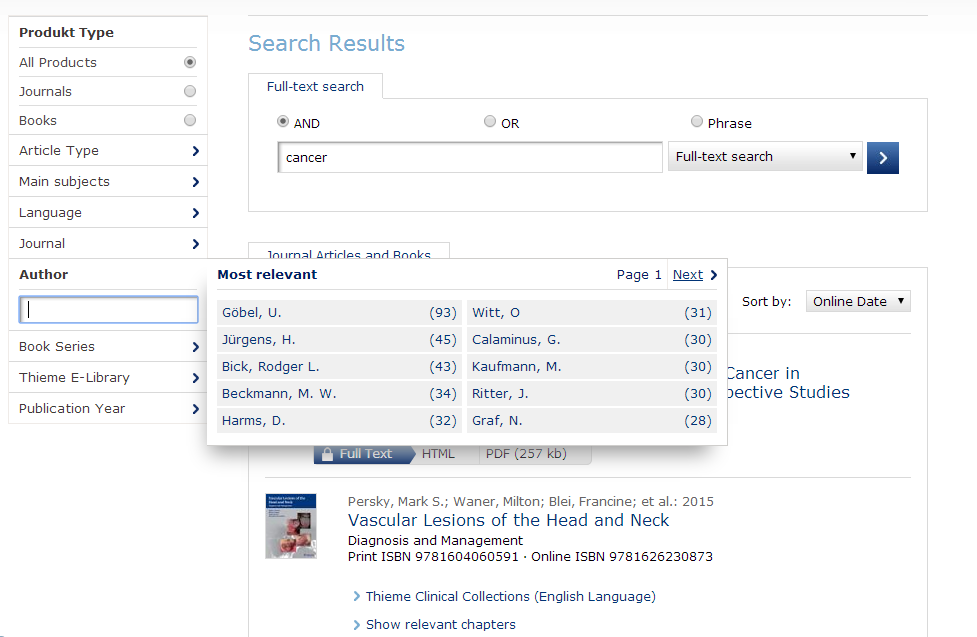 Produkt Type
All Products
Journals
Books
Article Type
Main subjects
Language
Journal
Author
Book Series
Thieme E-Library
Publication Year
Search Results
Full-text search
AND OR Phrase
cancer Full-text search
Journal Articles and Books
Most relevant Page 1 Next
Göbel, U. (93) Witt, O (31)
Jürgens, H. (45) Calaminus, G. (30)
Bick, Rodger L. (43) Kaufmann, M. (30)
Beckmann, M. W. (34) Ritter, J. (30)
Harms, D. (32) Graf, N. (28)
Sort by: Online Date
Cancer in
pective Studies
Full Text HTML PDF (257 kb)
Persky, Mark S.; Waner, Milton; Blei, Francine; et al.: 2015
Vascular Lesions of the Head and Neck
Diagnosis and Management
Print ISBN 9781604060591 · Online ISBN 9781626230873
Thieme Clinical Collections (English Language)
Show relevant chapters